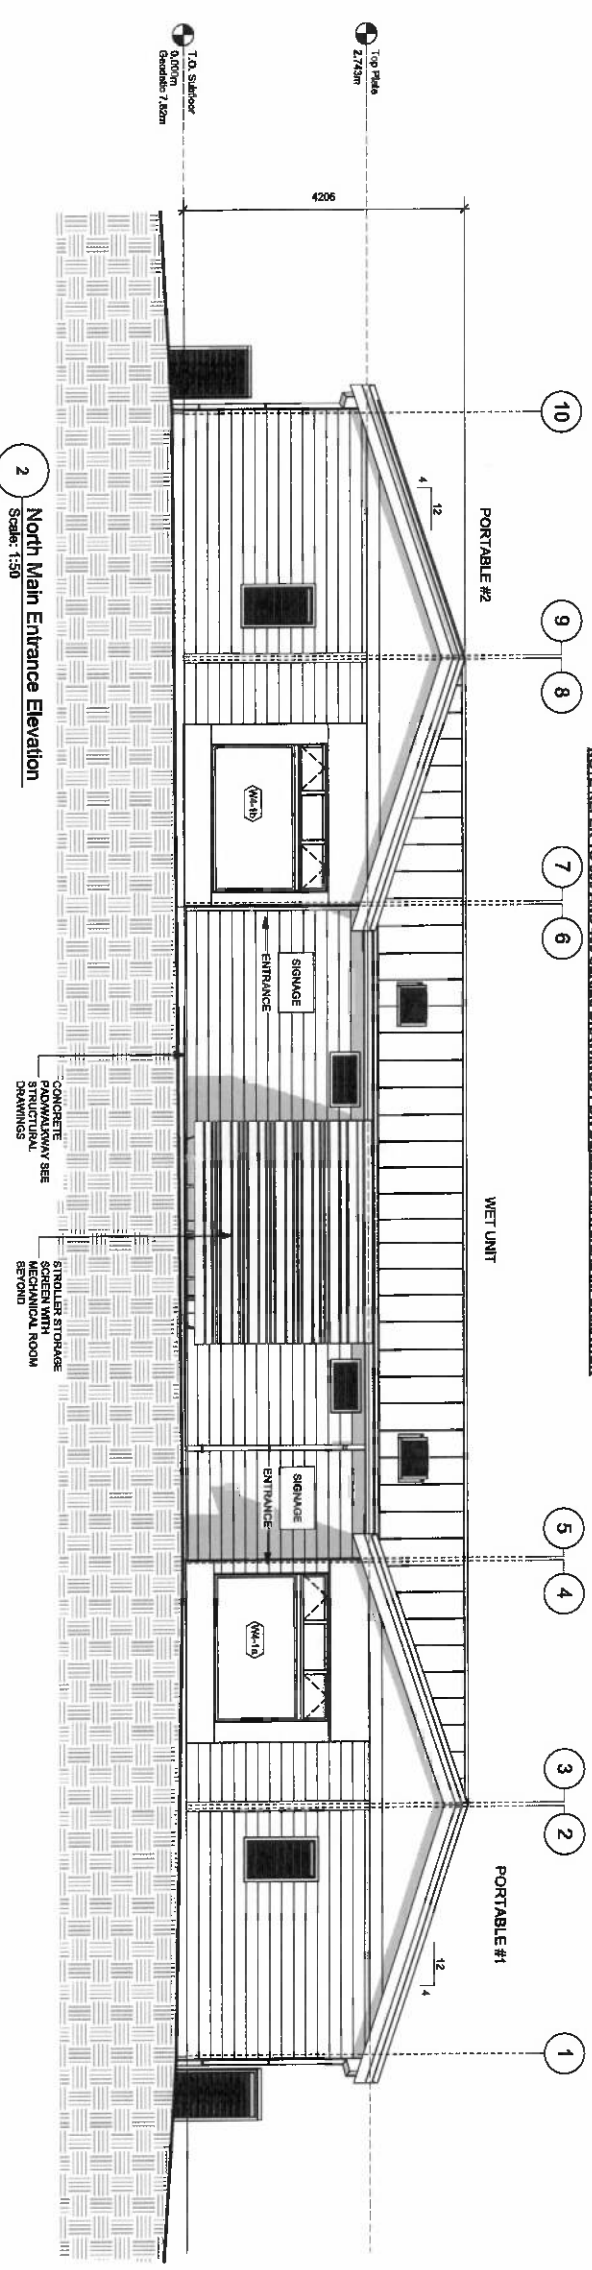 10
9
8
7
6
5
4
3
2
1
PORTABLE #2
WET UNIT
PORTABLE #1
4
12
12
4
Top Plate
2.743m
4206
T.O. Subfloor
0.000m
Geodetic 7.82m
W4-1b
SIGNAGE
ENTRANCE
SIGNAGE
ENTRANCE
W4-1a
CONCRETE
PAD/WALKWAY SEE
STRUCTURAL
DRAWINGS
STROLLER STORAGE
SCREEN WITH
MECHANICAL ROOM
BEYOND
2
North Main Entrance Elevation
Scale: 1:50